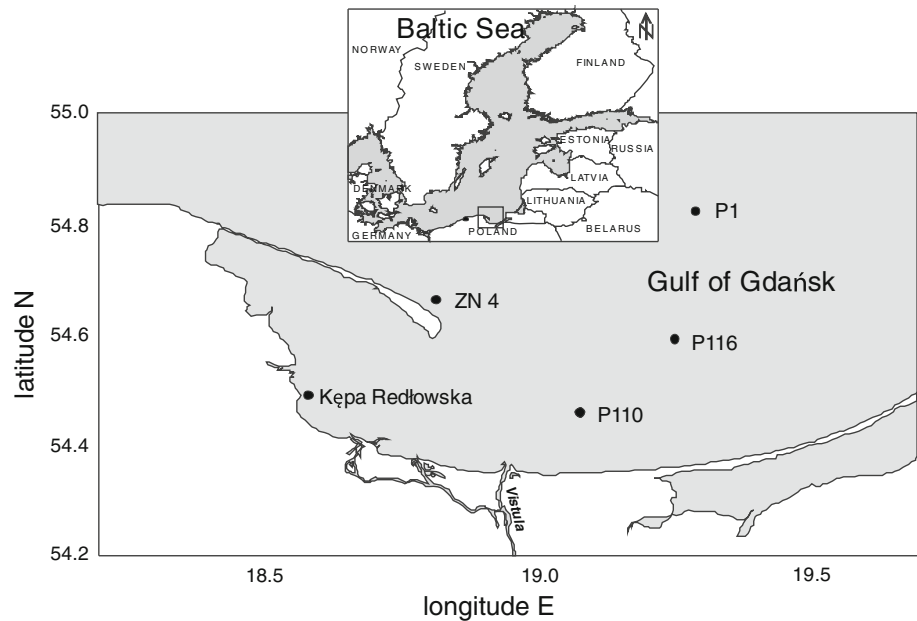 Baltic Sea
N
NORWAY
SWEDEN
FINLAND
ESTONIA
RUSSIA
LATVIA
DENMARK
LITHUANIA
GERMANY
POLAND
BELARUS
55.0
54.8
54.6
54.4
54.2
latitude N
P1
Gulf of Gdańsk
ZN 4
P116
Kępa Redłowska
P110
Vistula
18.5
19.0
19.5
longitude E